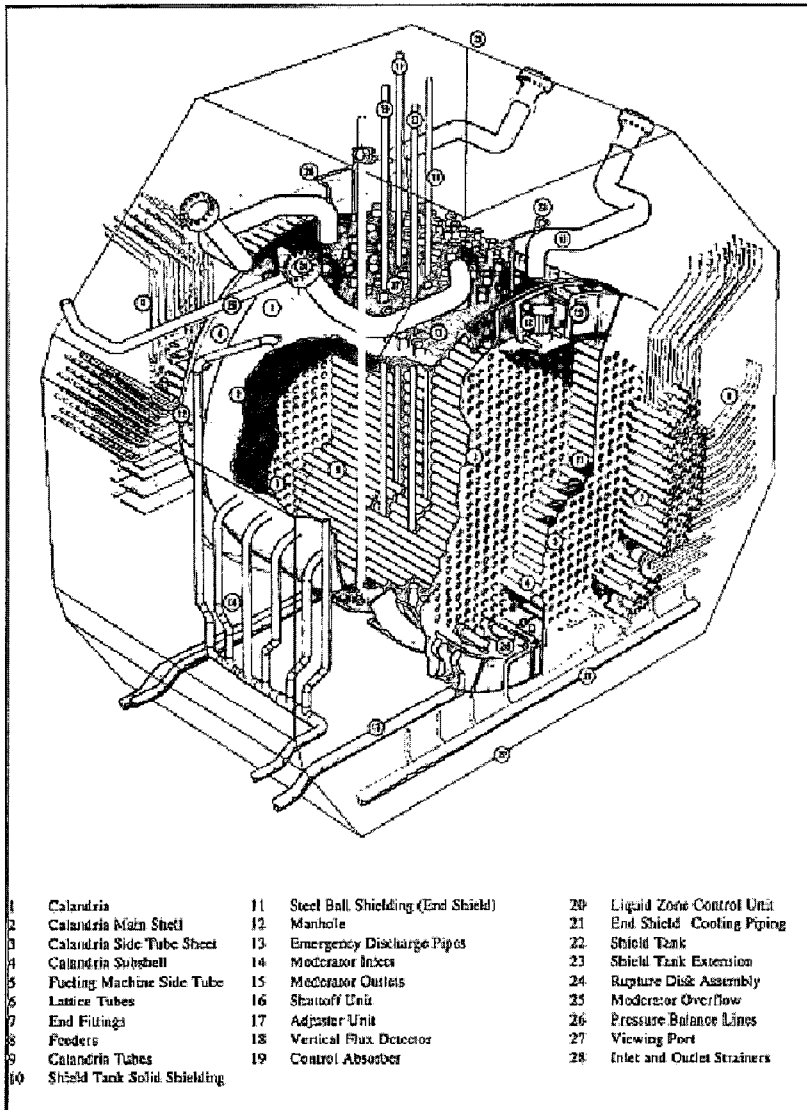 1 Calandria
2 Calandria Main Shell
3 Calandria Side Tube Sheet
4 Calandria Subshell
5 Fueling Machine Side Tube
6 Lattice Tubes
7 End Fittings
8 Feeders
9 Calandria Tubes
10 Shield Tank Solid Shielding
11 Steel Ball Shielding (End Shield)
12 Manhole
13 Emergency Discharge Pipes
14 Moderator Inlets
15 Moderator Outlets
16 Shutoff Unit
17 Adjuster Unit
18 Vertical Flux Detector
19 Control Absorber
20 Liquid Zone Control Unit
21 End Shield Cooling Piping
22 Shield Tank
23 Shield Tank Extension
24 Rupture Disk Assembly
25 Moderator Overflow
26 Pressure Balance Lines
27 Viewing Port
28 Inlet and Outlet Strainers